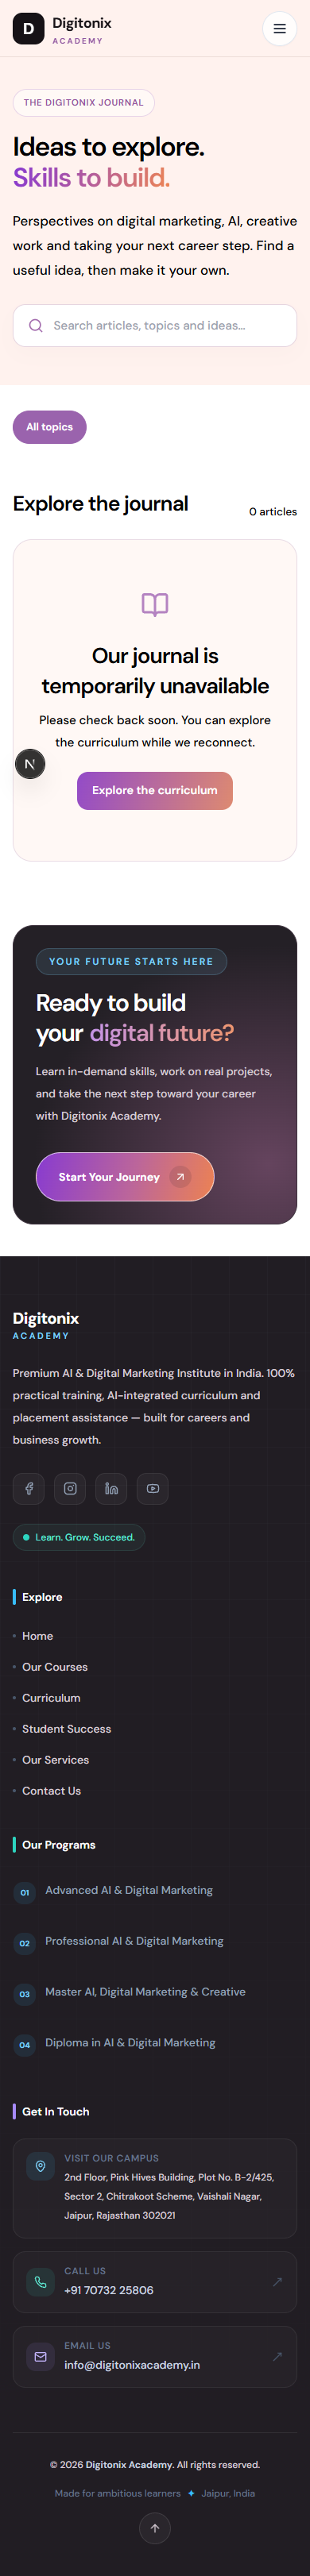 D
Digitonix
ACADEMY
THE DIGITONIX JOURNAL
Ideas to explore.
Skills to build.
Perspectives on digital marketing, AI, creative
work and taking your next career step. Find a
useful idea, then make it your own.
Search articles, topics and ideas...
All topics
Explore the journal
0 articles
Our journal is
temporarily unavailable
Please check back soon. You can explore
the curriculum while we reconnect.
N
Explore the curriculum
YOUR FUTURE STARTS HERE
Ready to build
your digital future?
Learn in-demand skills, work on real projects,
and take the next step toward your career
with Digitonix Academy.
Start Your Journey
Digitonix
ACADEMY
Premium AI & Digital Marketing Institute in India. 100%
practical training, AI-integrated curriculum and
placement assistance — built for careers and
business growth.
Learn. Grow. Succeed.
Explore
Home
Our Courses
Curriculum
Student Success
Our Services
Contact Us
Our Programs
01 Advanced AI & Digital Marketing
02 Professional AI & Digital Marketing
03 Master AI, Digital Marketing & Creative
04 Diploma in AI & Digital Marketing
Get In Touch
VISIT OUR CAMPUS
2nd Floor, Pink Hives Building, Plot No. B-2/425,
Sector 2, Chitrakoot Scheme, Vaishali Nagar,
Jaipur, Rajasthan 302021
CALL US
+91 70732 25806
EMAIL US
info@digitonixacademy.in
© 2026 Digitonix Academy. All rights reserved.
Made for ambitious learners ✦ Jaipur, India